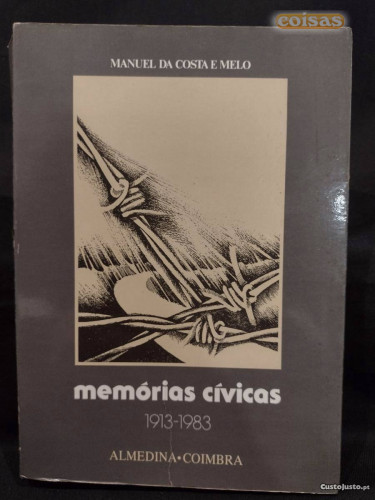 coisas
MANUEL DA COSTA E MELO
memórias cívicas
1913-1983
ALMEDINA • COIMBRA
CustoJusto.pt